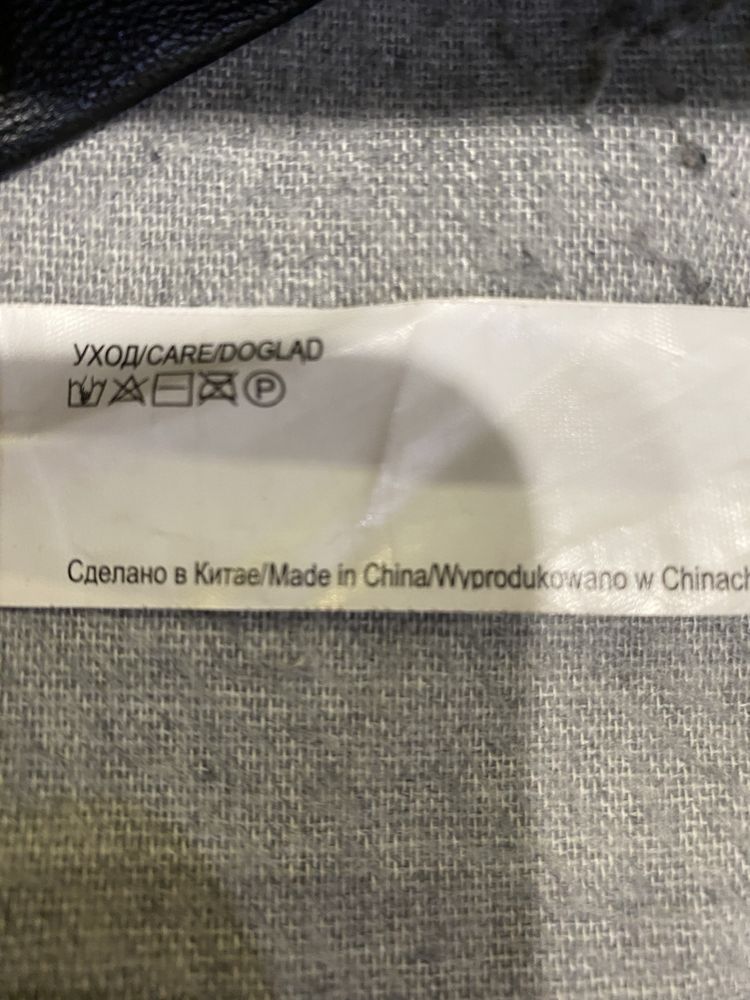 УХОД/CARE/DOGLĄD
P
Сделано в Китае/Made in China/Wyprodukowano w Chinach